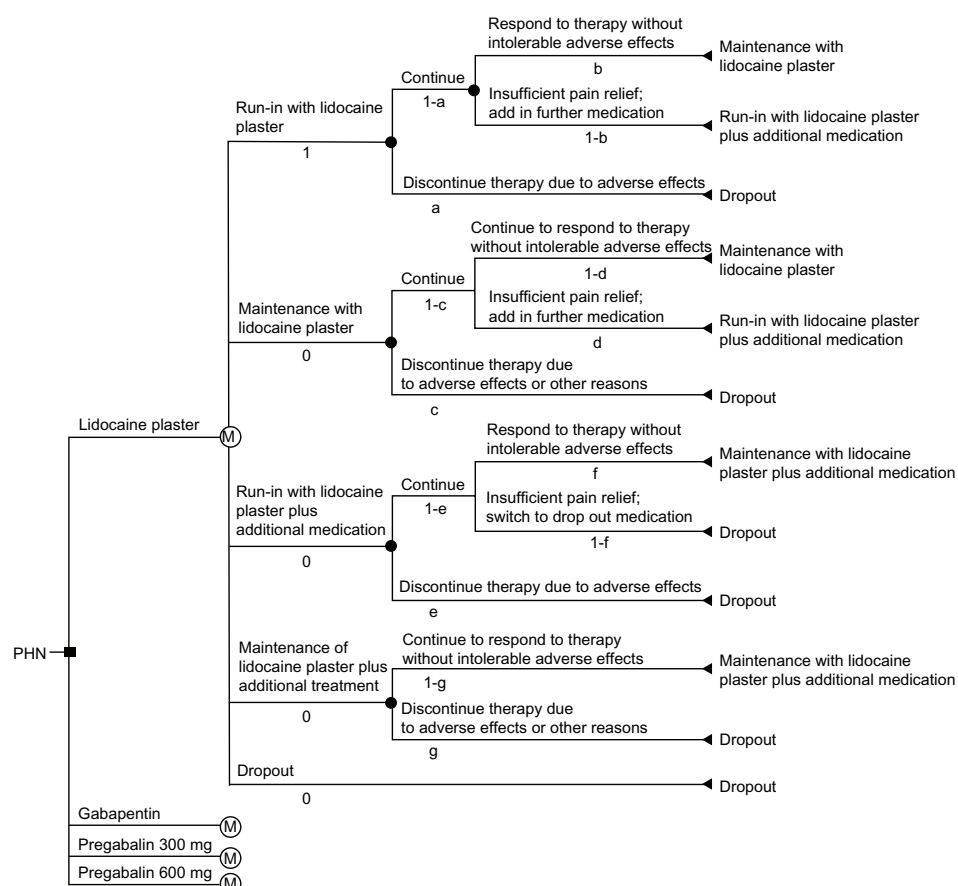 Respond to therapy without
intolerable adverse effects
b
Maintenance with
lidocaine plaster
Continue
1-a
Insufficient pain relief;
add in further medication
1-b
Run-in with lidocaine plaster
plus additional medication
Run-in with lidocaine
plaster
1
Discontinue therapy due to adverse effects
a
Dropout
Continue to respond to therapy
without intolerable adverse effects
1-d
Maintenance with
lidocaine plaster
Continue
1-c
Insufficient pain relief;
add in further medication
d
Run-in with lidocaine plaster
plus additional medication
Maintenance with
lidocaine plaster
0
Discontinue therapy due
to adverse effects or other reasons
c
Dropout
Lidocaine plaster
M
Respond to therapy without
intolerable adverse effects
f
Maintenance with lidocaine
plaster plus additional medication
Continue
1-e
Insufficient pain relief;
switch to drop out medication
1-f
Dropout
Run-in with lidocaine
plaster plus
additional medication
0
Discontinue therapy due to adverse effects
e
Dropout
PHN
Maintenance of
lidocaine plaster plus
additional treatment
0
Continue to respond to therapy
without intolerable adverse effects
1-g
Maintenance with lidocaine
plaster plus additional medication
Discontinue therapy due
to adverse effects or other reasons
g
Dropout
Dropout
0
Dropout
Gabapentin
M
Pregabalin 300 mg
M
Pregabalin 600 mg
M